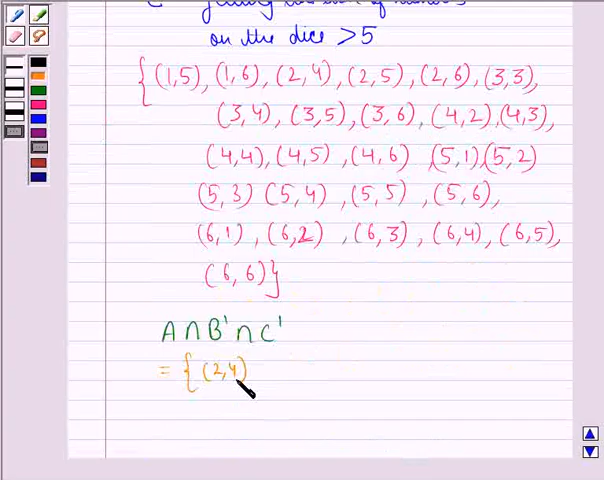 on the dice > 5
{(1,5), (1,6), (2,4), (2,5), (2,6), (3,3),
(3,4), (3,5), (3,6), (4,2), (4,3),
(4,4), (4,5), (4,6) ,(5,1)(5,2)
(5,3) (5,4) , (5,5) , (5,6),
(6,1) , (6,2) , (6,3) , (6,4), (6,5),
(6,6)}
A∩B'∩C'
= {(2,4)